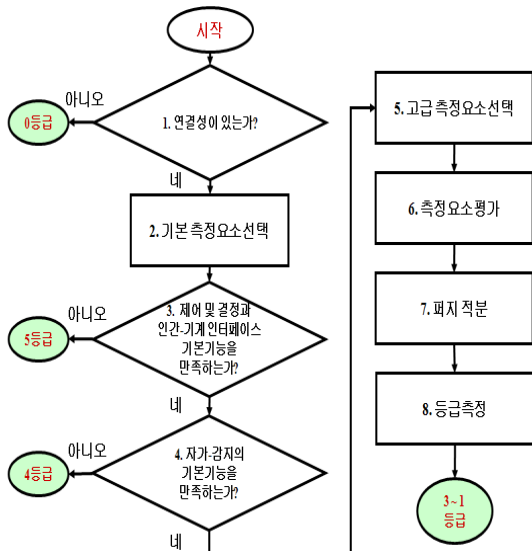 시작
아니오
0등급
1. 연결성이 있는가?
네
2. 기본 측정요소선택
아니오
5등급
3. 제어 및 결정과
인간-기계 인터페이스
기본기능을
만족하는가?
네
아니오
4등급
4. 자가-감지의
기본기능을
만족하는가?
네
5. 고급 측정요소선택
6. 측정요소평가
7. 퍼지 적분
8. 등급측정
3~1
등급